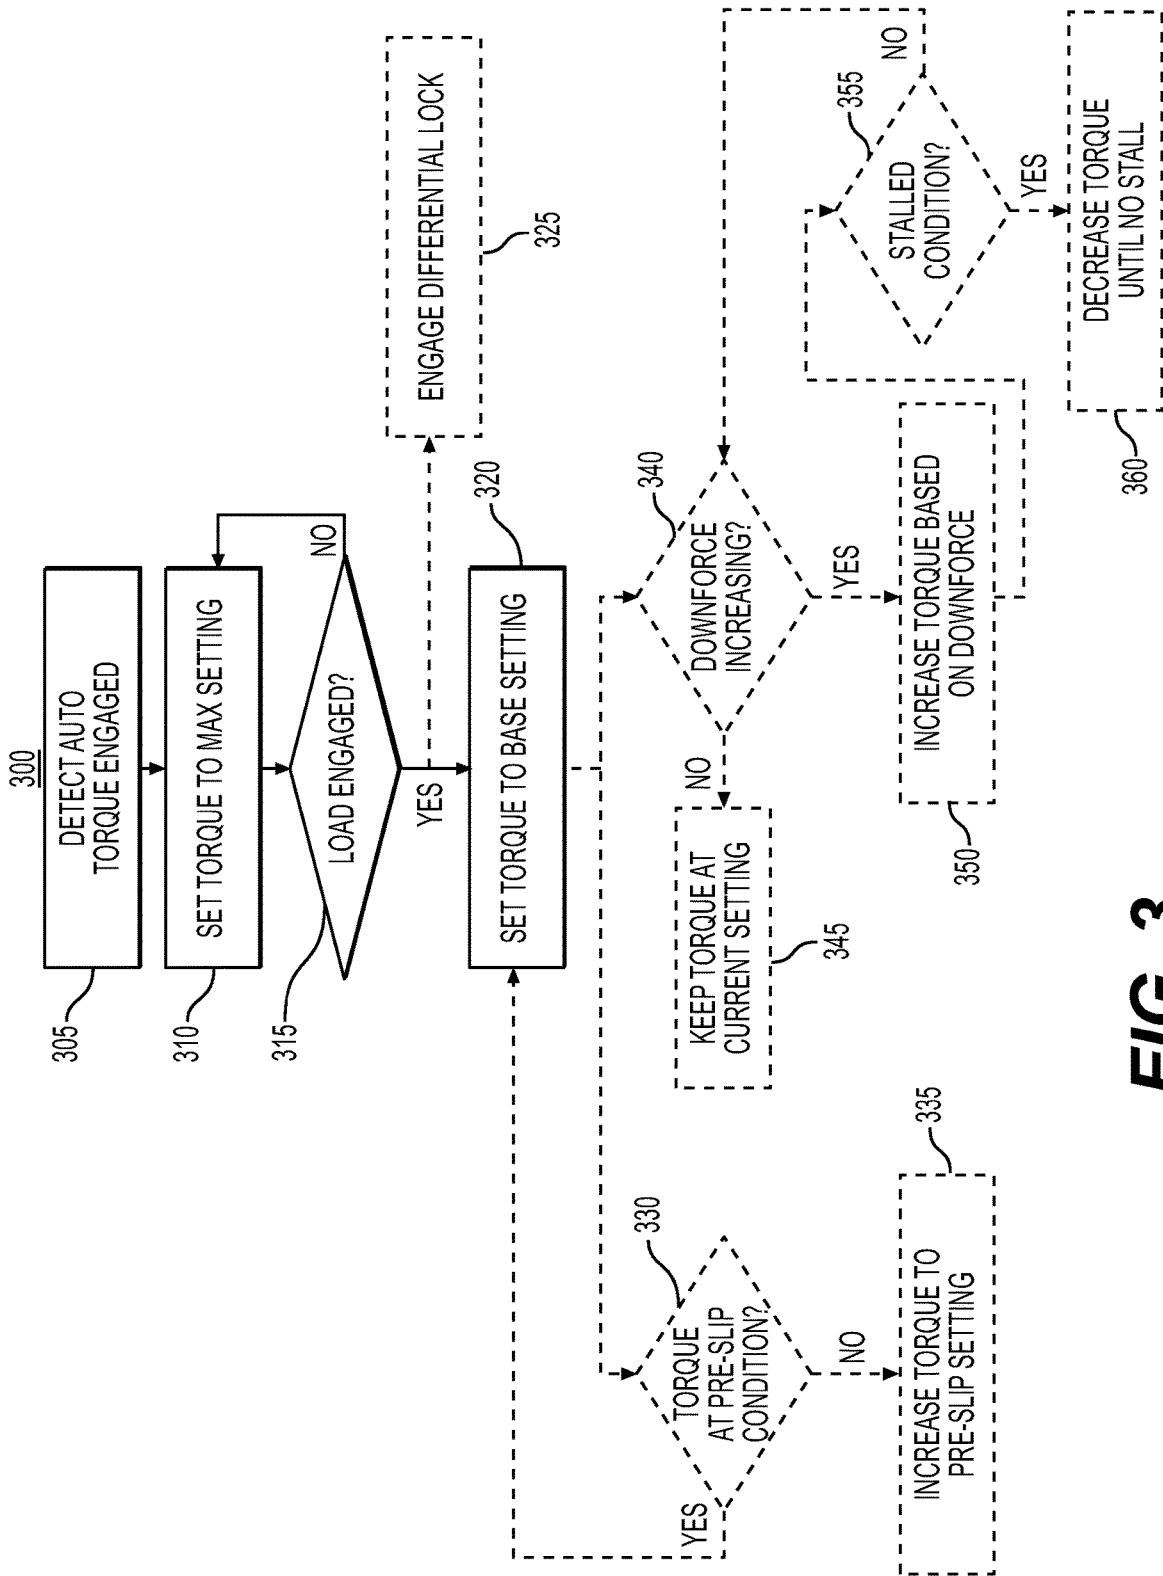 300
DETECT AUTO
TORQUE ENGAGED
305
SET TORQUE TO MAX SETTING
310
LOAD ENGAGED?
315
NO
YES
ENGAGE DIFFERENTIAL LOCK
325
SET TORQUE TO BASE SETTING
320
TORQUE
AT PRE-SLIP
CONDITION?
330
YES
NO
INCREASE TORQUE TO
PRE-SLIP SETTING
335
DOWNFORCE
INCREASING?
340
NO
KEEP TORQUE AT
CURRENT SETTING
345
YES
INCREASE TORQUE BASED
ON DOWNFORCE
350
STALLED
CONDITION?
355
NO
YES
DECREASE TORQUE
UNTIL NO STALL
360
FIG. 3